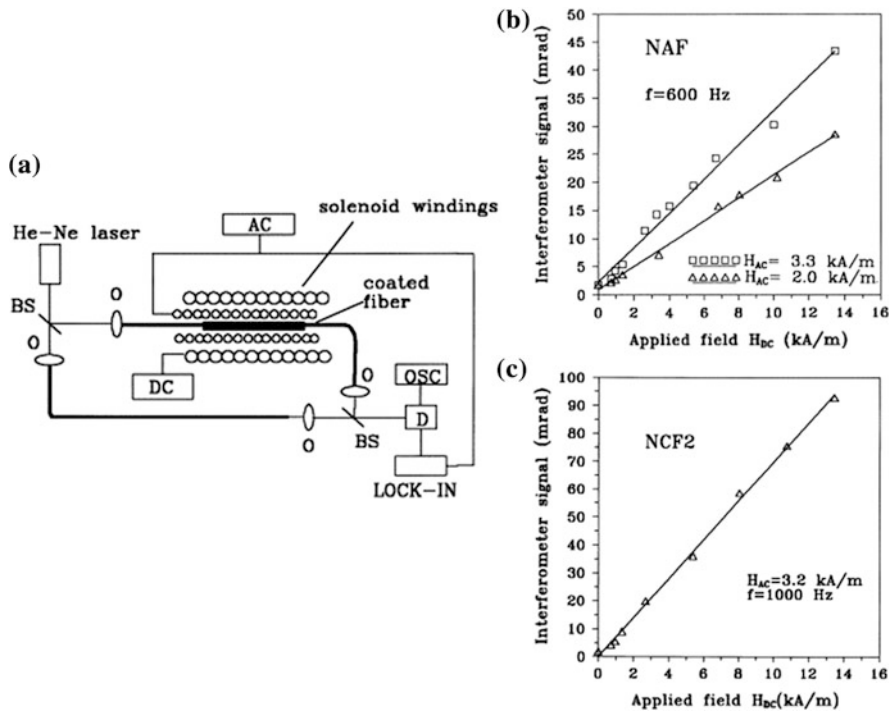 (a)
He-Ne laser
BS
O
O
AC
solenoid windings
coated
fiber
DC
O
OSC
D
O
BS
LOCK-IN
(b)
Interferometer signal (mrad)
50
45
40
35
30
25
20
15
10
5
0
NAF
f=600 Hz
□□□□□ H_AC= 3.3 kA/m
△△△△△ H_AC= 2.0 kA/m
0 2 4 6 8 10 12 14 16
Applied field H_DC (kA/m)
(c)
Interferometer signal (mrad)
100
90
80
70
60
50
40
30
20
10
0
NCF2
H_AC=3.2 kA/m
f=1000 Hz
0 2 4 6 8 10 12 14 16
Applied field H_DC(kA/m)